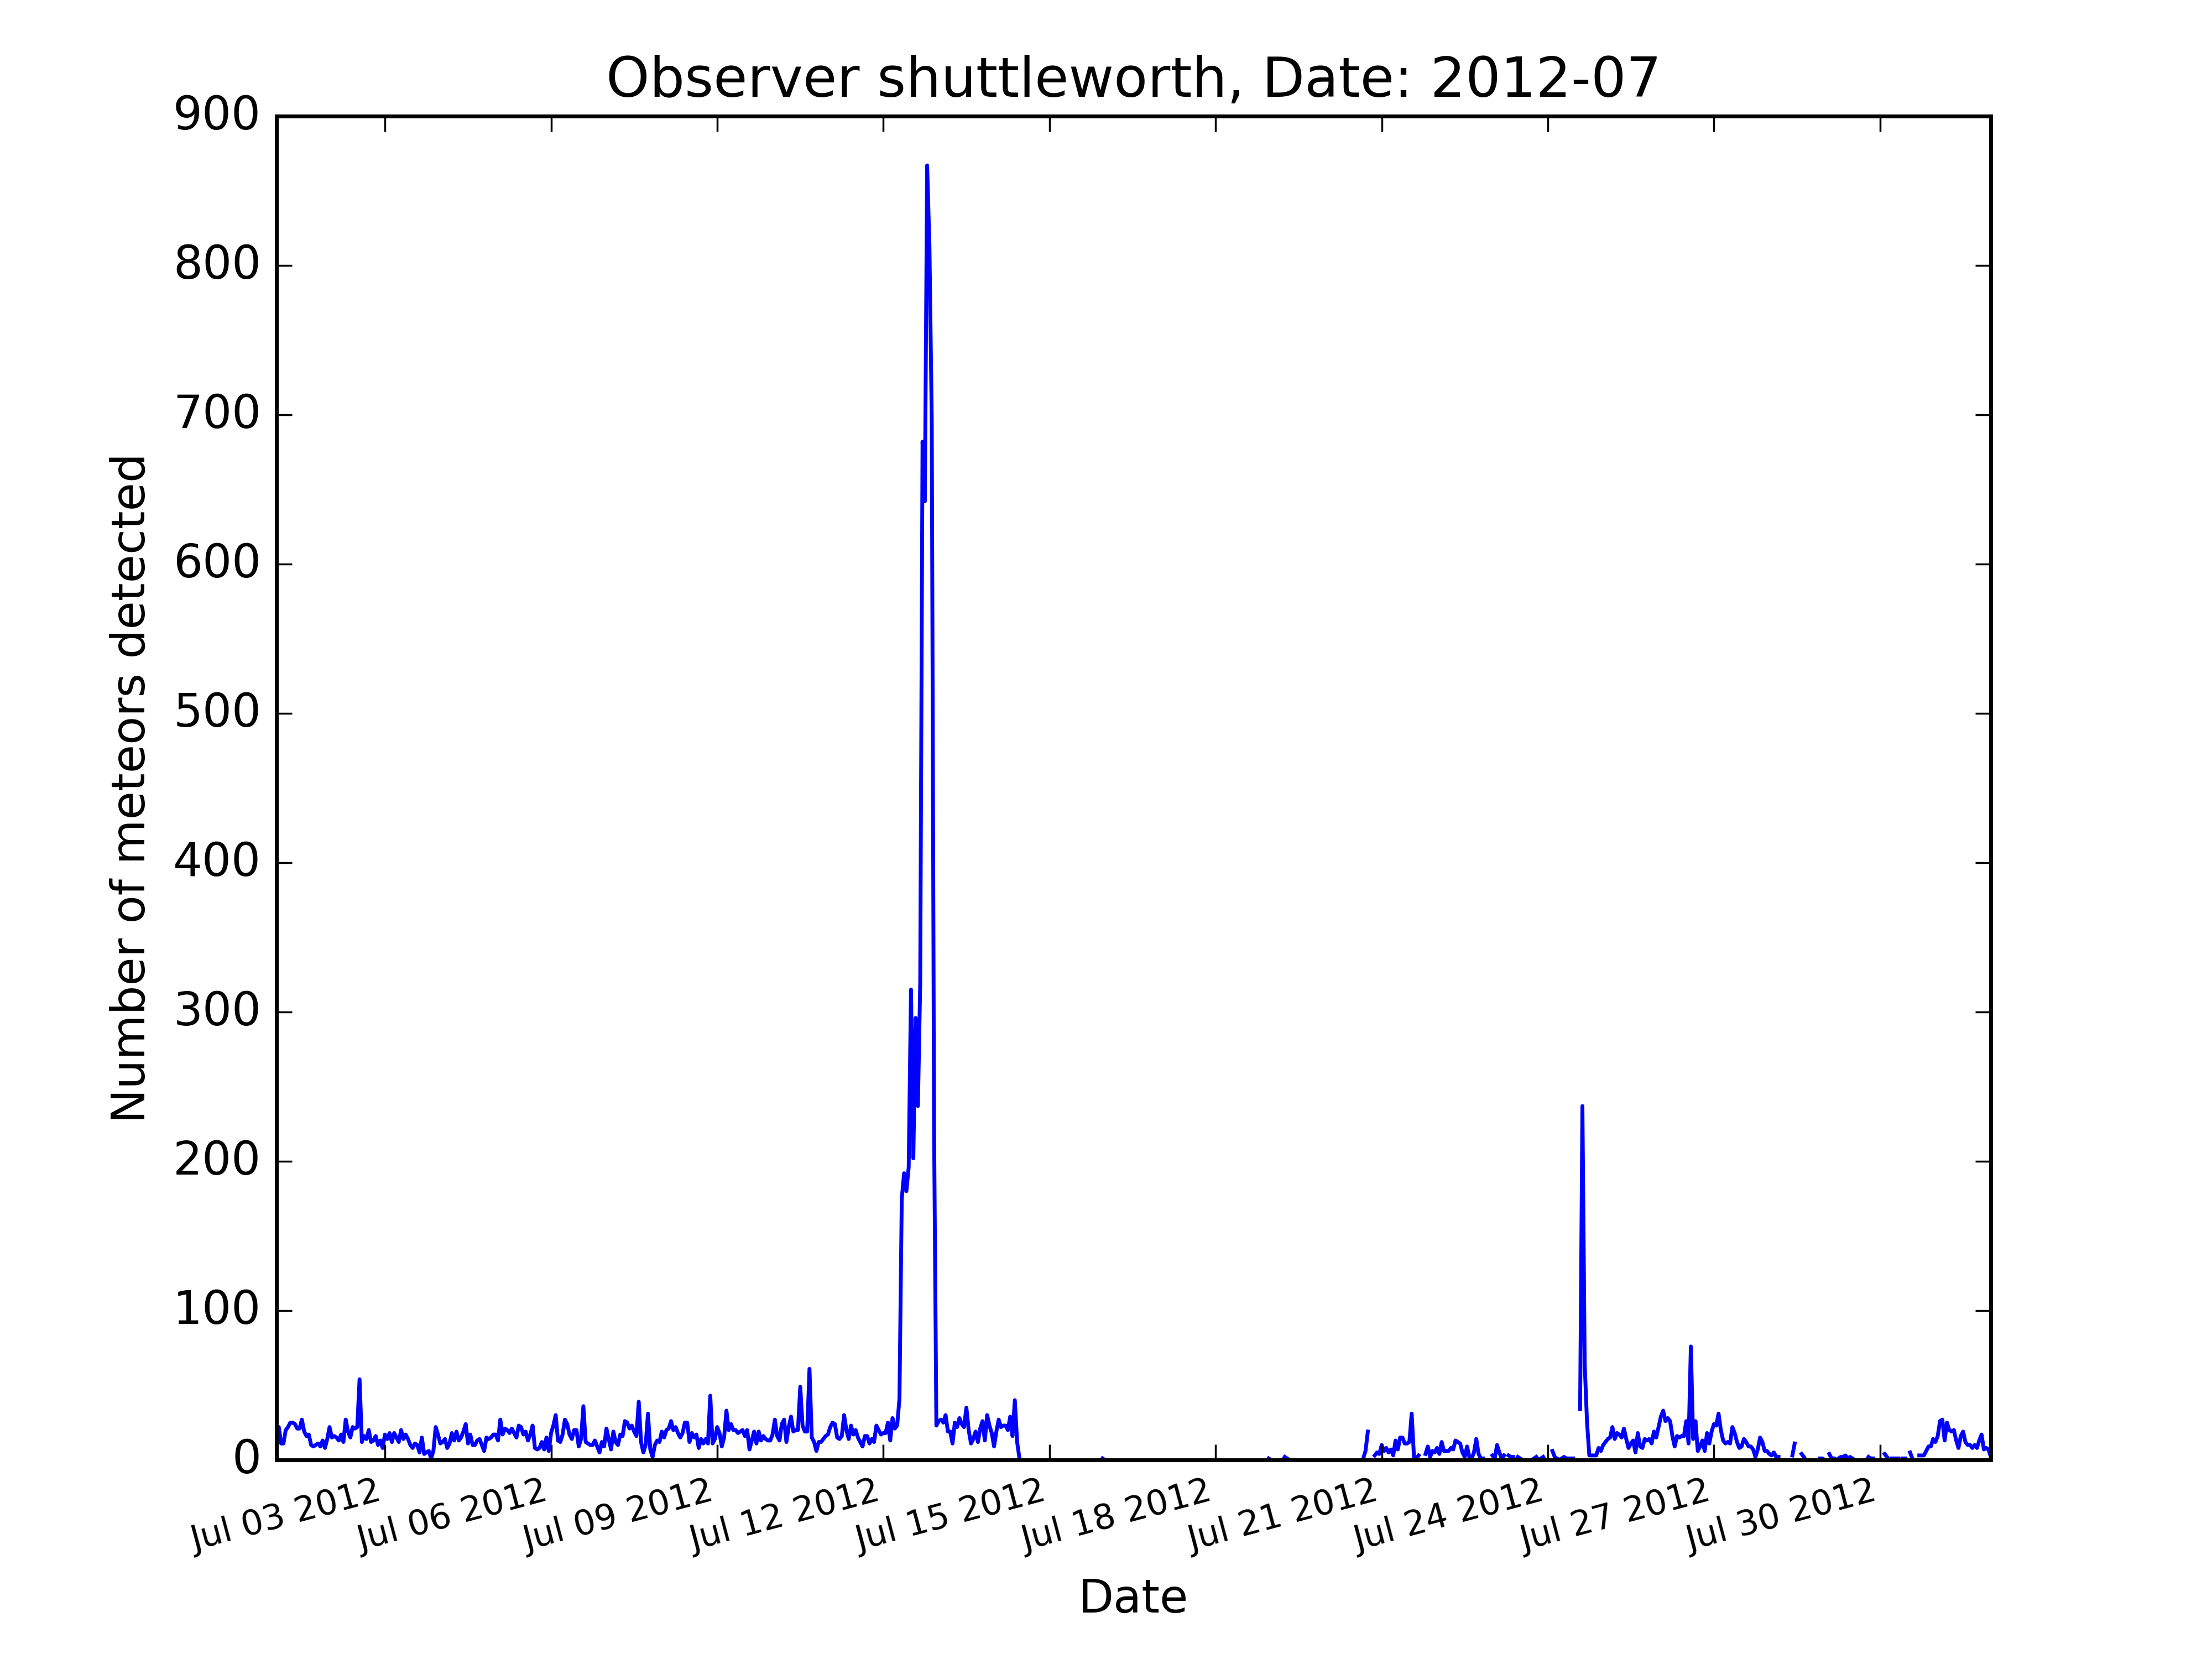 Observer shuttleworth, Date: 2012-07
900
800
700
600
500
400
300
200
100
0
Number of meteors detected
Jul 03 2012
Jul 06 2012
Jul 09 2012
Jul 12 2012
Jul 15 2012
Jul 18 2012
Jul 21 2012
Jul 24 2012
Jul 27 2012
Jul 30 2012
Date